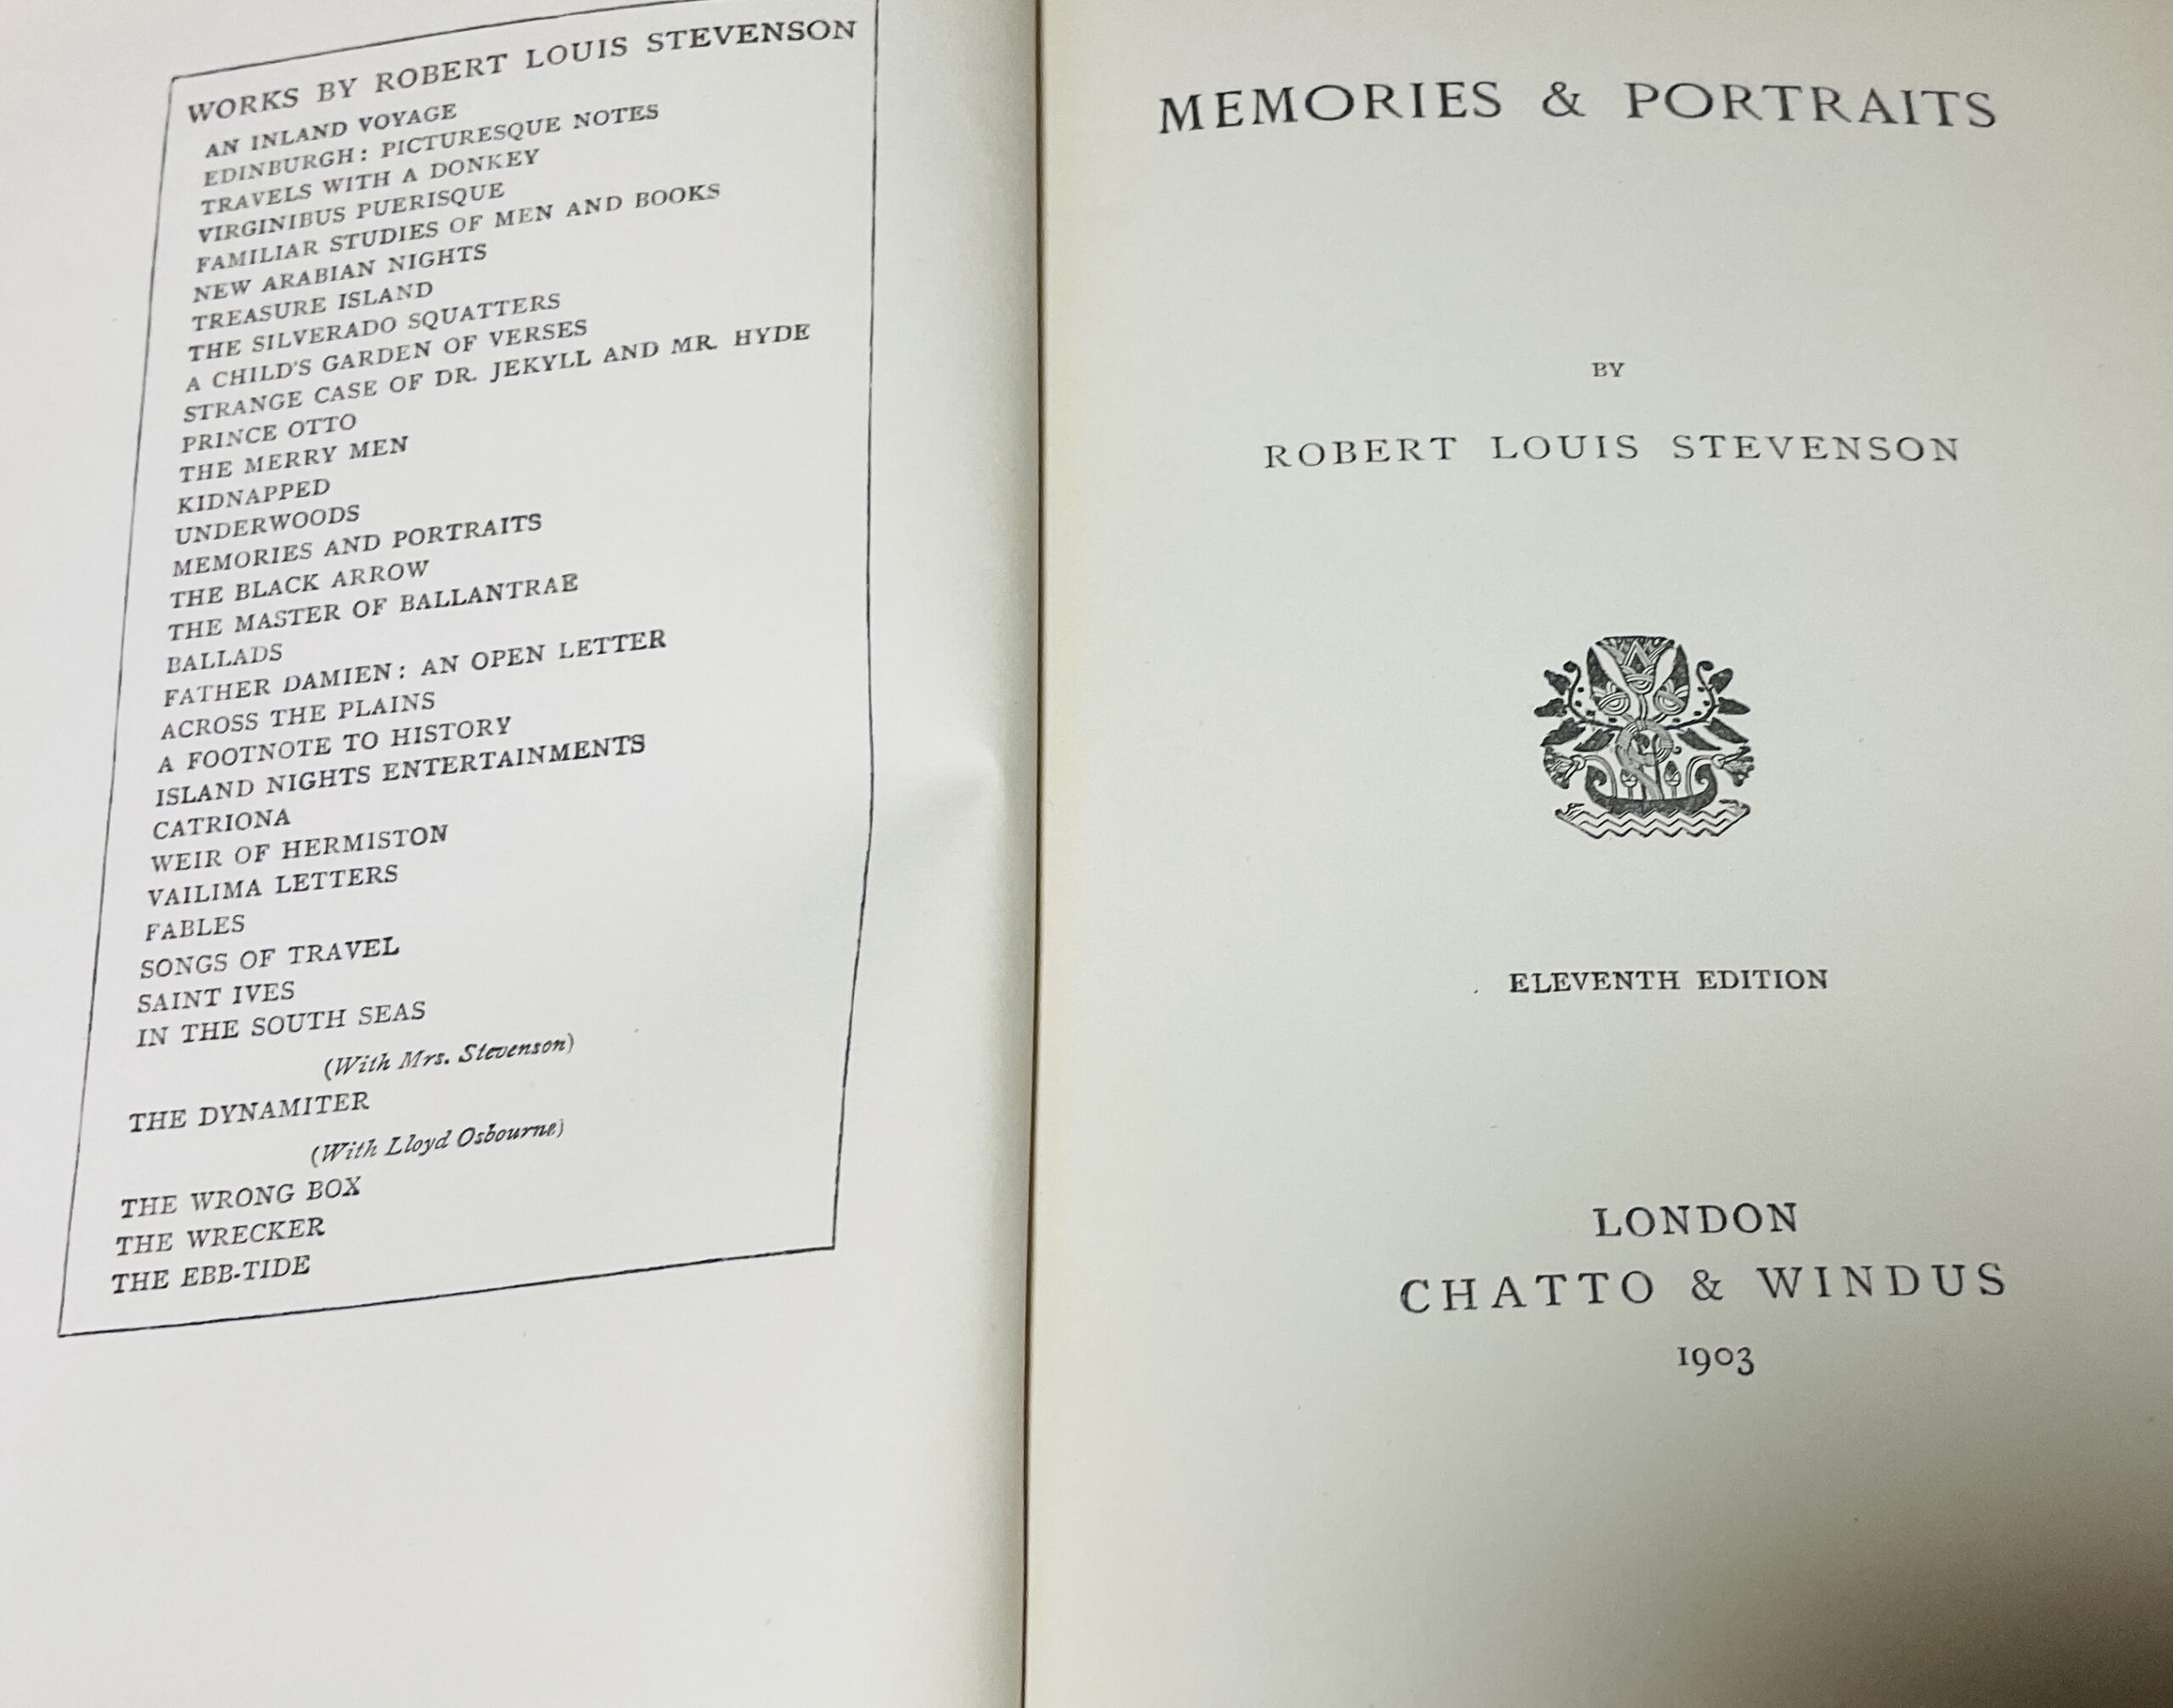 WORKS BY ROBERT LOUIS STEVENSON
AN INLAND VOYAGE
EDINBURGH: PICTURESQUE NOTES
TRAVELS WITH A DONKEY
VIRGINIBUS PUERISQUE
FAMILIAR STUDIES OF MEN AND BOOKS
NEW ARABIAN NIGHTS
TREASURE ISLAND
THE SILVERADO SQUATTERS
A CHILD'S GARDEN OF VERSES
STRANGE CASE OF DR. JEKYLL AND MR. HYDE
PRINCE OTTO
THE MERRY MEN
KIDNAPPED
UNDERWOODS
MEMORIES AND PORTRAITS
THE BLACK ARROW
THE MASTER OF BALLANTRAE
BALLADS
FATHER DAMIEN: AN OPEN LETTER
ACROSS THE PLAINS
A FOOTNOTE TO HISTORY
ISLAND NIGHTS ENTERTAINMENTS
CATRIONA
WEIR OF HERMISTON
VAILIMA LETTERS
FABLES
SONGS OF TRAVEL
SAINT IVES
IN THE SOUTH SEAS
(With Mrs. Stevenson)
THE DYNAMITER
(With Lloyd Osbourne)
THE WRONG BOX
THE WRECKER
THE EBB-TIDE
MEMORIES & PORTRAITS
BY
ROBERT LOUIS STEVENSON
ELEVENTH EDITION
LONDON
CHATTO & WINDUS
1903